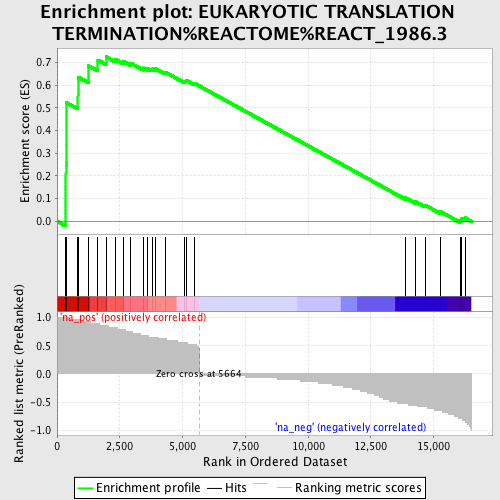 Enrichment plot: EUKARYOTIC TRANSLATION
TERMINATION%REACTOME%REACT_1986.3
Enrichment score (ES)
0.7
0.6
0.5
0.4
0.3
0.2
0.1
0.0
Ranked list metric (PreRanked)
1.0
0.5
0.0
-0.5
-1.0
'na_pos' (positively correlated)
Zero cross at 5664
'na_neg' (negatively correlated)
0
2,500
5,000
7,500
10,000
12,500
15,000
Rank in Ordered Dataset
Enrichment profile
Hits
Ranking metric scores